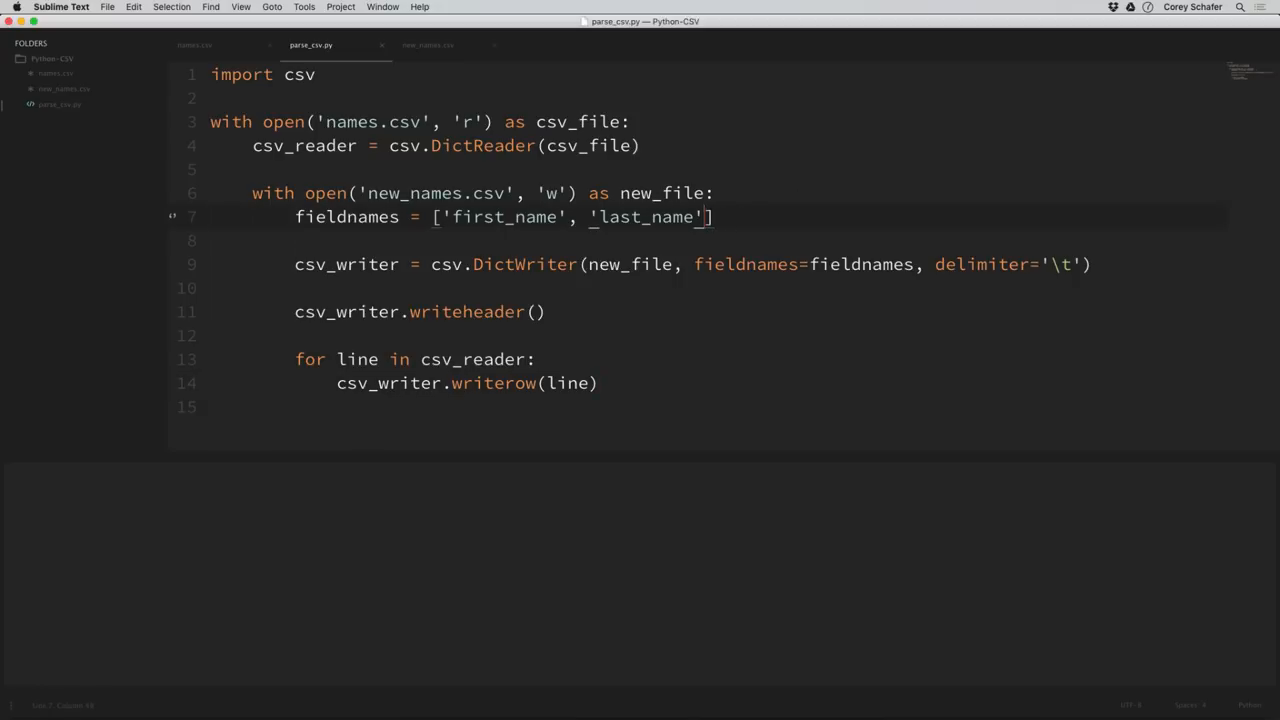 Sublime Text File Edit Selection Find View Goto Tools Project Window Help Corey Schafer
parse_csv.py — Python-CSV
FOLDERS
Python-CSV
names.csv
new_names.csv
parse_csv.py
names.csv parse_csv.py new_names.csv
1 import csv
2
3 with open('names.csv', 'r') as csv_file:
4 csv_reader = csv.DictReader(csv_file)
5
6 with open('new_names.csv', 'w') as new_file:
7 fieldnames = ['first_name', 'last_name']
8
9 csv_writer = csv.DictWriter(new_file, fieldnames=fieldnames, delimiter='\t')
10
11 csv_writer.writeheader()
12
13 for line in csv_reader:
14 csv_writer.writerow(line)
15
UTF-8 Spaces: 4 Python